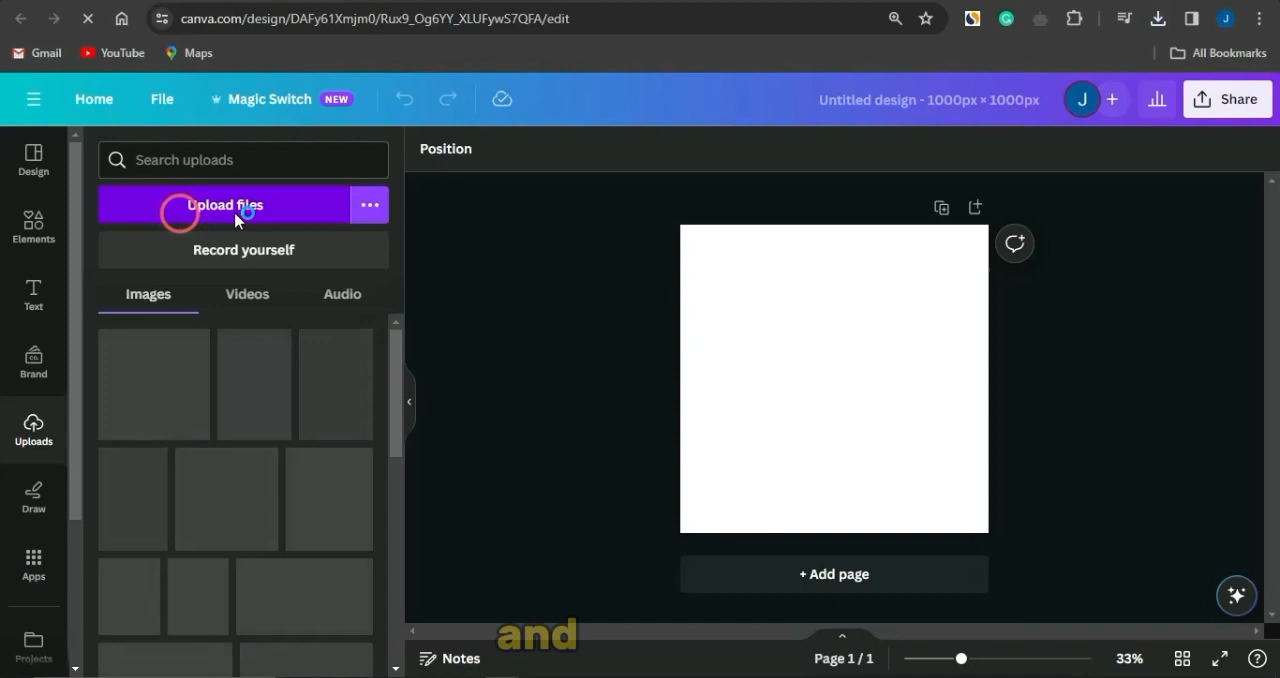 canva.com/design/DAFy61Xmjm0/Rux9_Og6YY_XLUFywS7QFA/edit
J
Gmail YouTube Maps All Bookmarks
Home File Magic Switch NEW Untitled design - 1000px × 1000px J + Share
Design
Elements
Text
CO.
Brand
Uploads
Draw
Apps
Projects
Search uploads
Upload files
Record yourself
Images Videos Audio
Position
+ Add page
and
Notes Page 1 / 1 33%